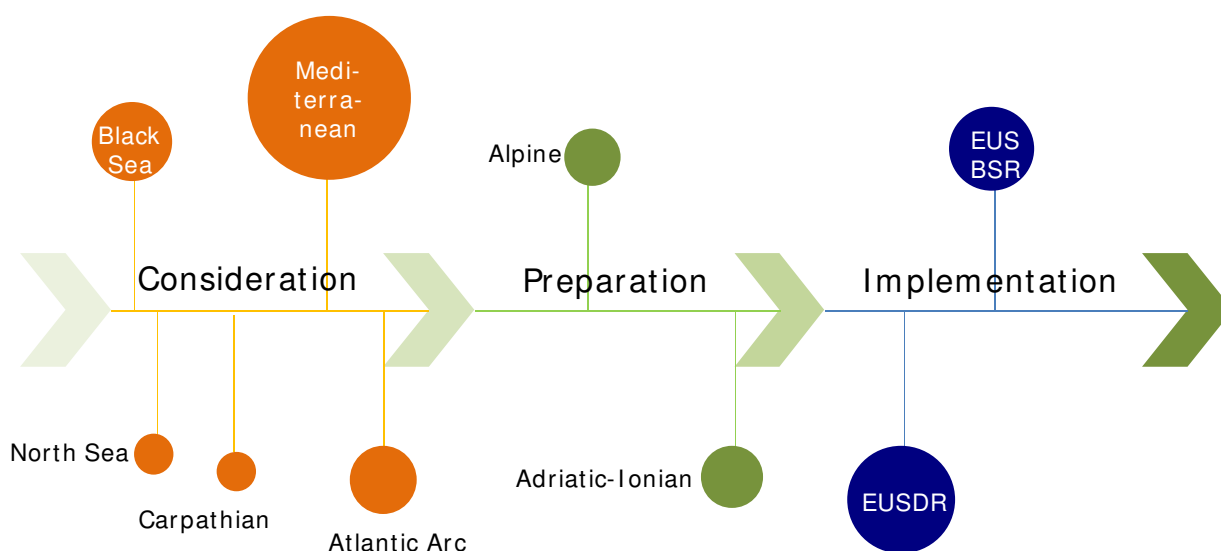 Medi-
terra-
nean
Black
Sea
Alpine
EUS
BSR
Consideration
Preparation
Implementation
North Sea
Carpathian
Atlantic Arc
Adriatic-Ionian
EUSDR